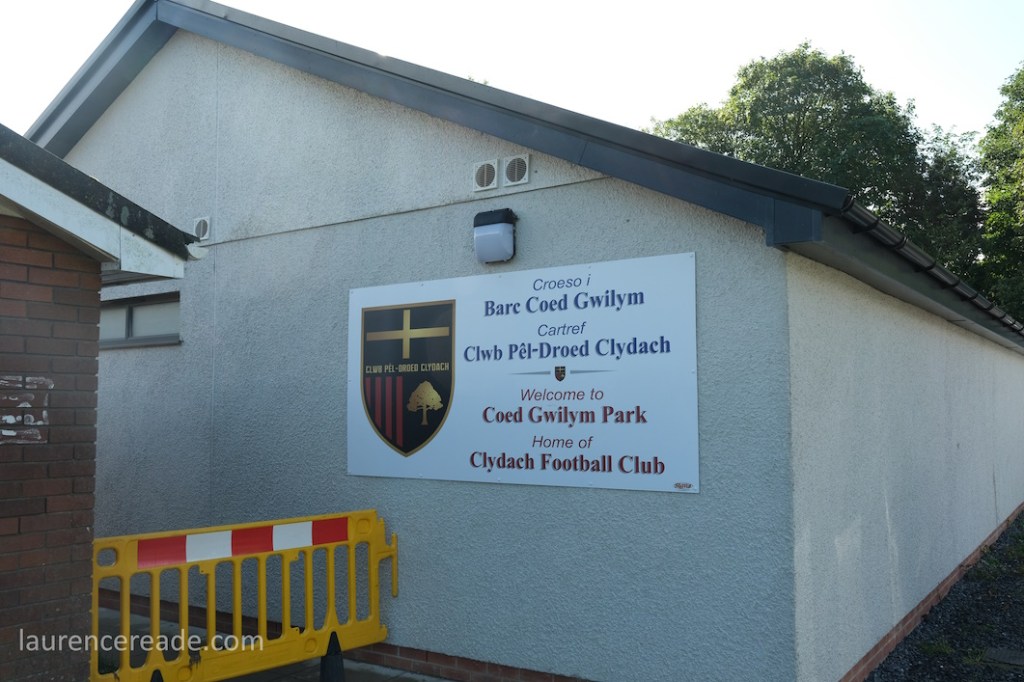 Croeso i
Barc Coed Gwilym
Cartref
Clwb Pêl-Droed Clydach
Welcome to
Coed Gwilym Park
Home of
Clydach Football Club
CLWB PÊL-DROED CLYDACH
laurencereade.com